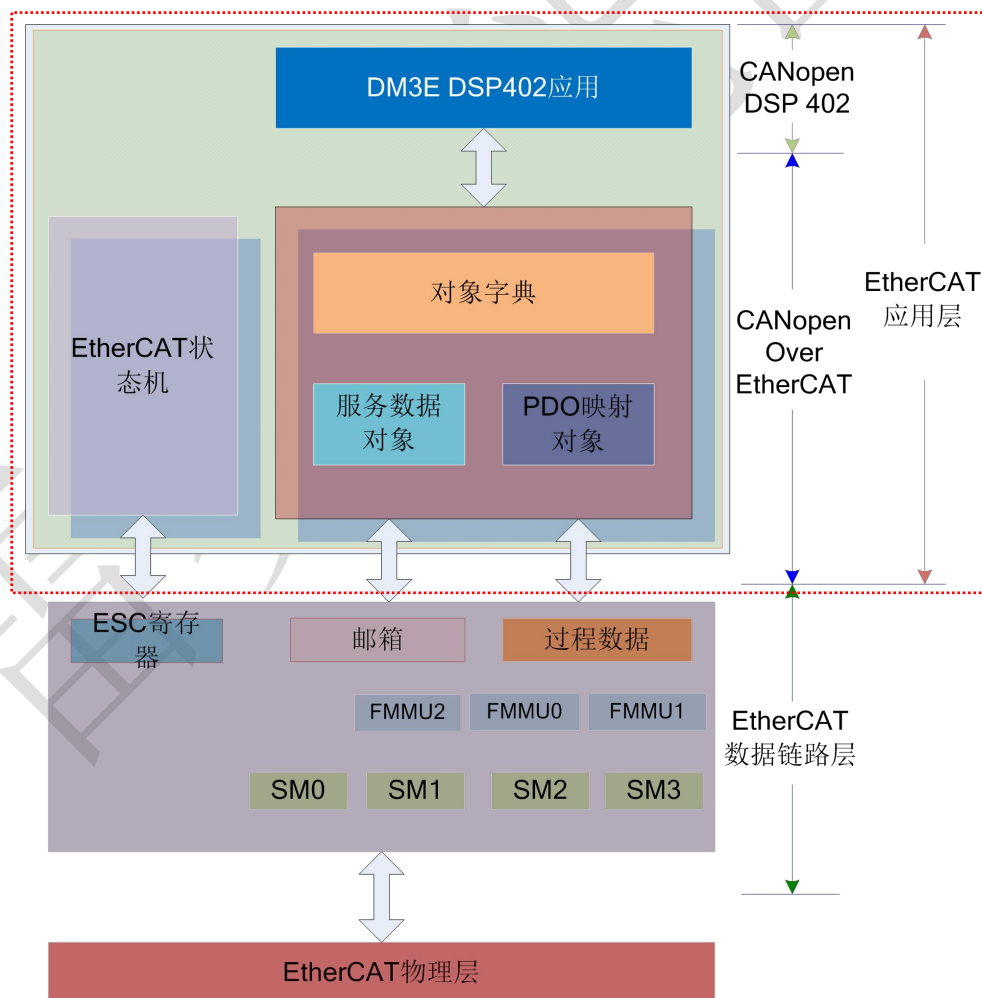 DM3E DSP402应用
CANopen
DSP 402
对象字典
EtherCAT状
态机
服务数据
对象
PDO映射
对象
CANopen
Over
EtherCAT
EtherCAT
应用层
ESC寄存
器
邮箱
过程数据
FMMU2
FMMU0
FMMU1
SM0
SM1
SM2
SM3
EtherCAT
数据链路层
EtherCAT物理层